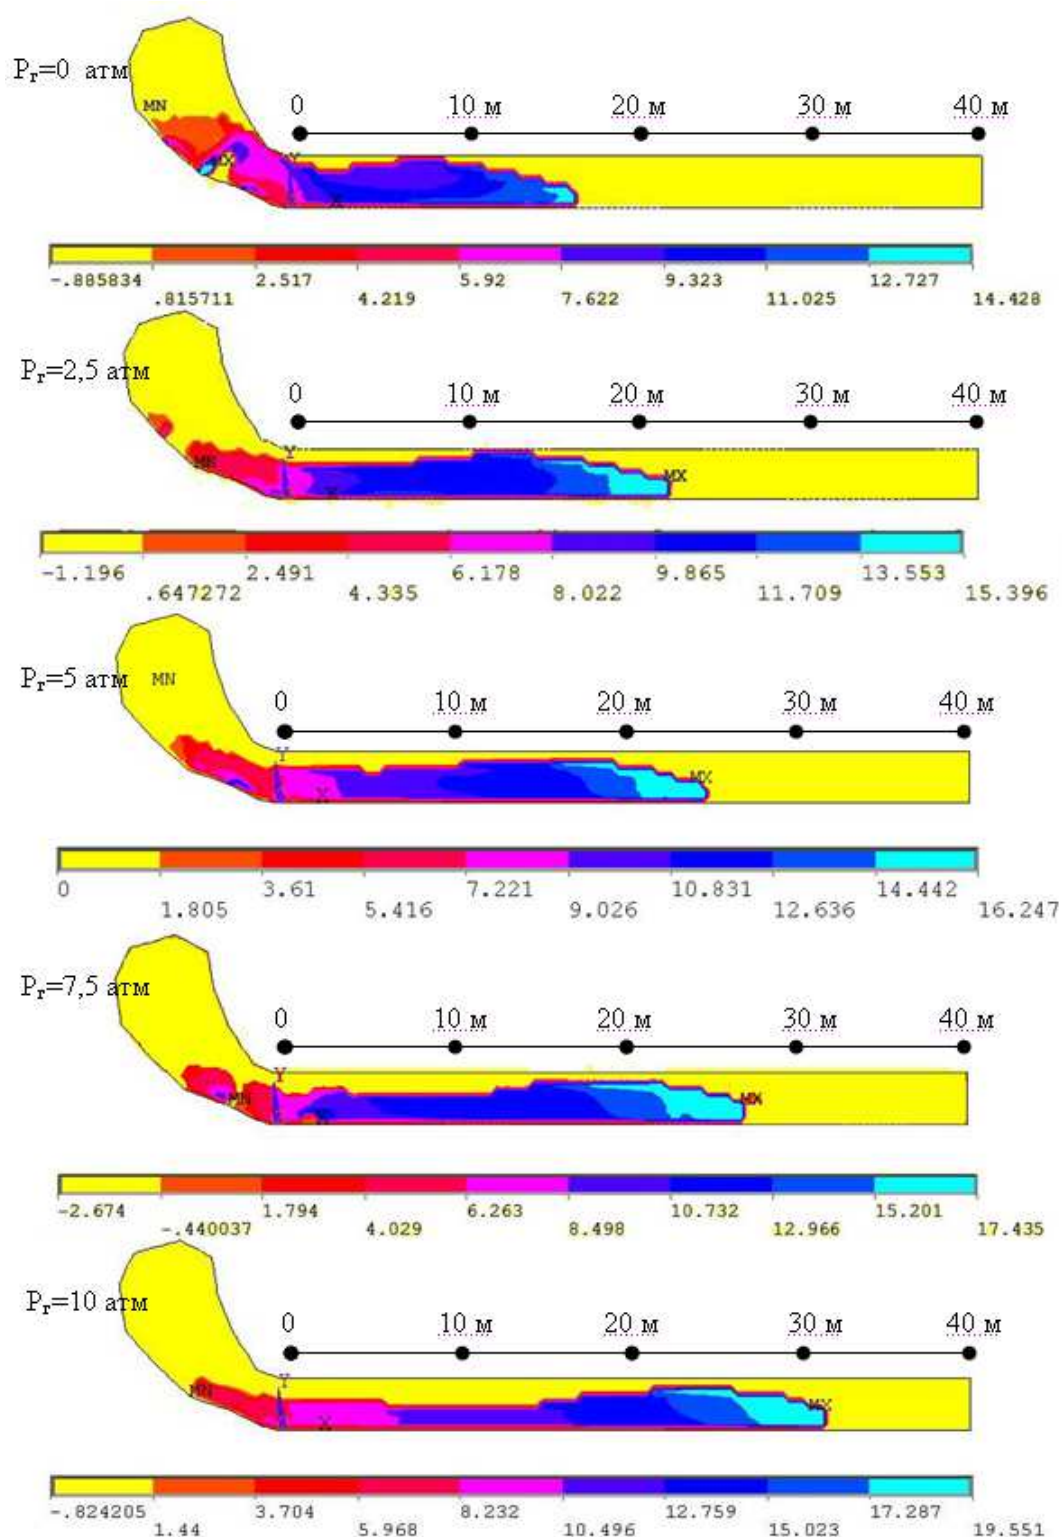 Pг=0 атм
0 10 м 20 м 30 м 40 м
MN
MX
Y
X
-.885834 2.517 5.92 9.323 12.727
.815711 4.219 7.622 11.025 14.428
Pг=2,5 атм
0 10 м 20 м 30 м 40 м
Y
MN
MX
X
-1.196 2.491 6.178 9.865 13.553
.647272 4.335 8.022 11.709 15.396
Pг=5 атм
MN
0 10 м 20 м 30 м 40 м
Y
MX
X
0 3.61 7.221 10.831 14.442
1.805 5.416 9.026 12.636 16.247
Pг=7,5 атм
0 10 м 20 м 30 м 40 м
Y
MN
MX
X
-2.674 1.794 6.263 10.732 15.201
-.440037 4.029 8.498 12.966 17.435
Pг=10 атм
0 10 м 20 м 30 м 40 м
Y
MN
MX
X
-.824205 3.704 8.232 12.759 17.287
1.44 5.968 10.496 15.023 19.551